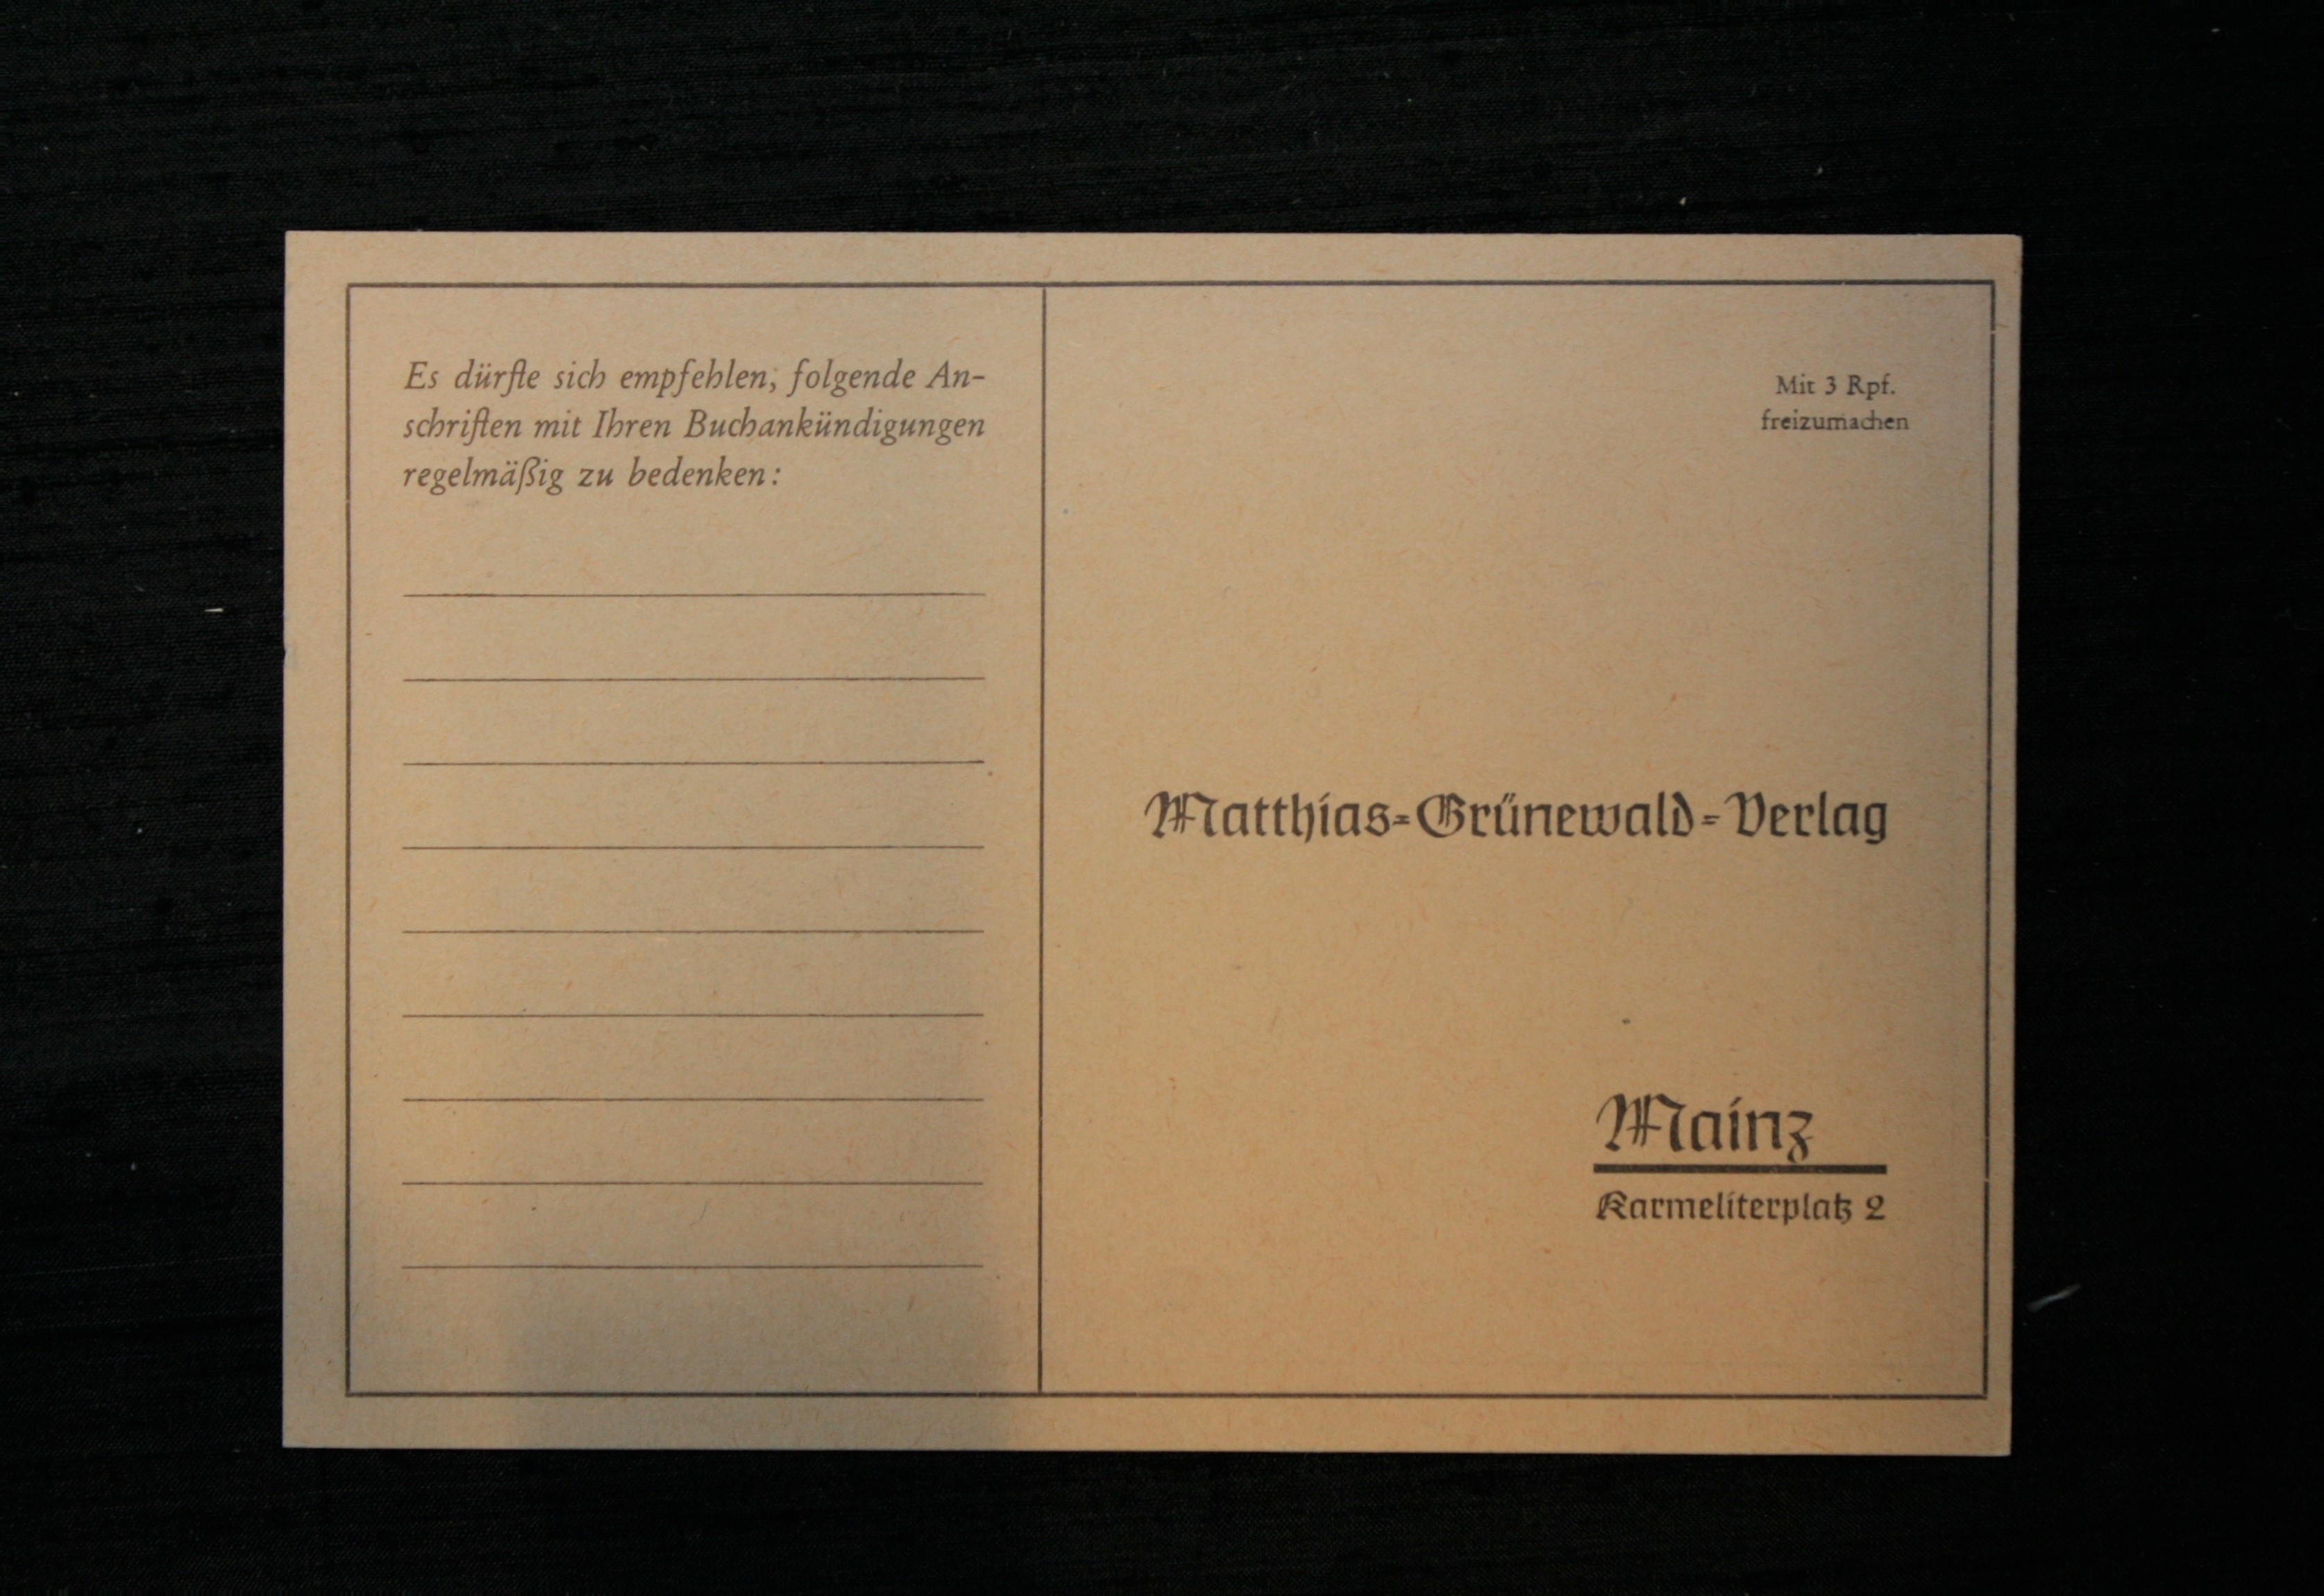 Es dürfte sich empfehlen, folgende An-
schriften mit Ihren Buchankündigungen
regelmäßig zu bedenken:
Mit 3 Rpf.
freizumachen
Matthias-Grünewald-Verlag
Mainz
Karmeliterplatz 2